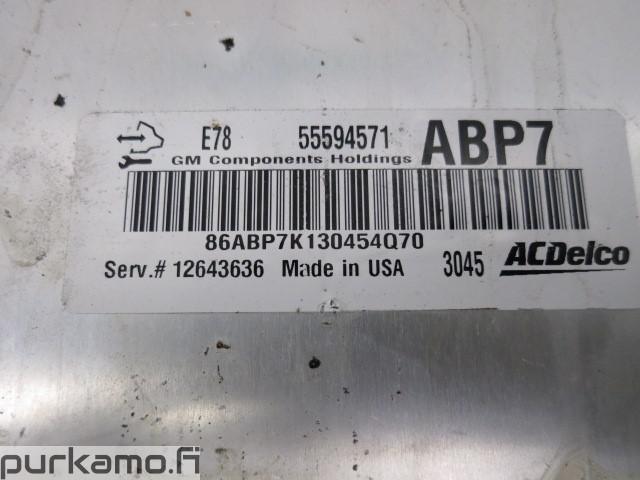 E78 55594571 ABP7
GM Components Holdings
86ABP7K130454Q70
Serv.# 12643636 Made in USA 3045 ACDelco
purkamo.fi